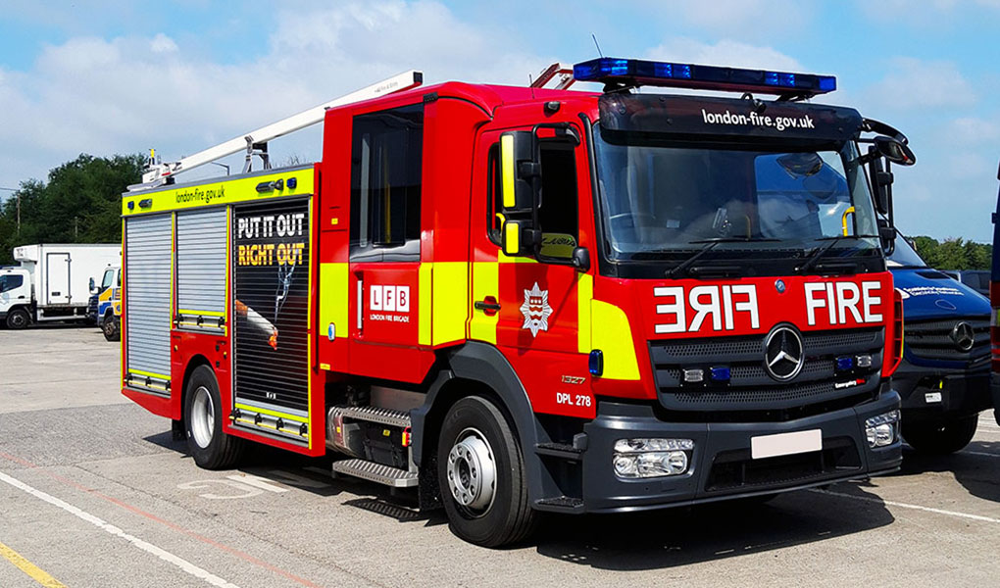 london-fire.gov.uk
london-fire.gov.uk
PUT IT OUT
RIGHT OUT
LFB
LONDON FIRE BRIGADE
FIRE
FIRE
1327
DPL 278